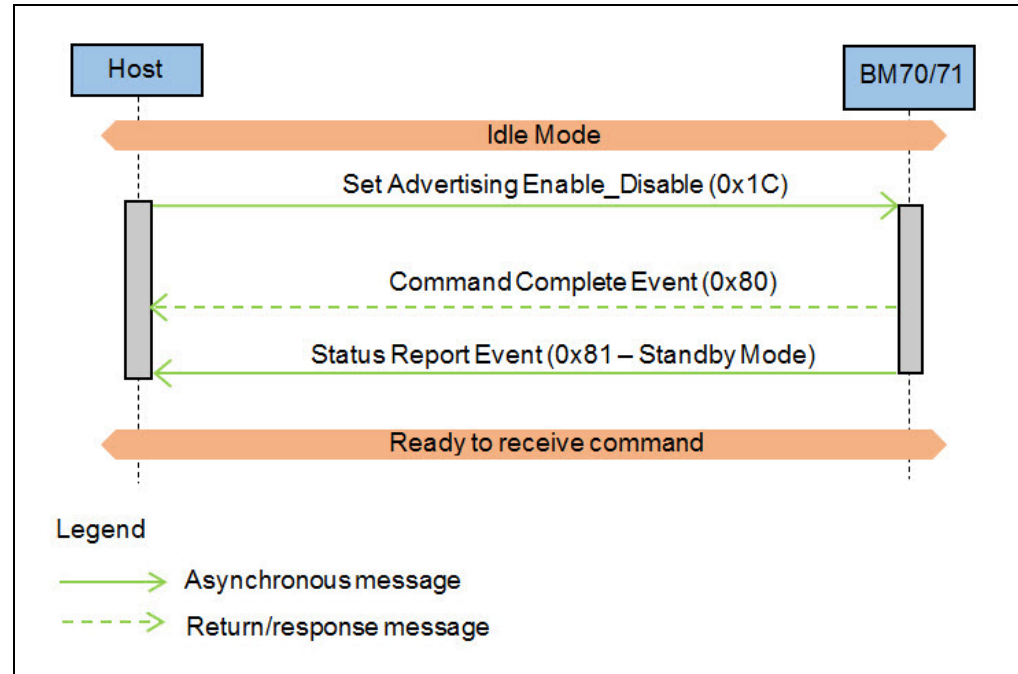 Host
BM70/71
Idle Mode
Set Advertising Enable_Disable (0x1C)
Command Complete Event (0x80)
Status Report Event (0x81 – Standby Mode)
Ready to receive command
Legend
Asynchronous message
Return/response message